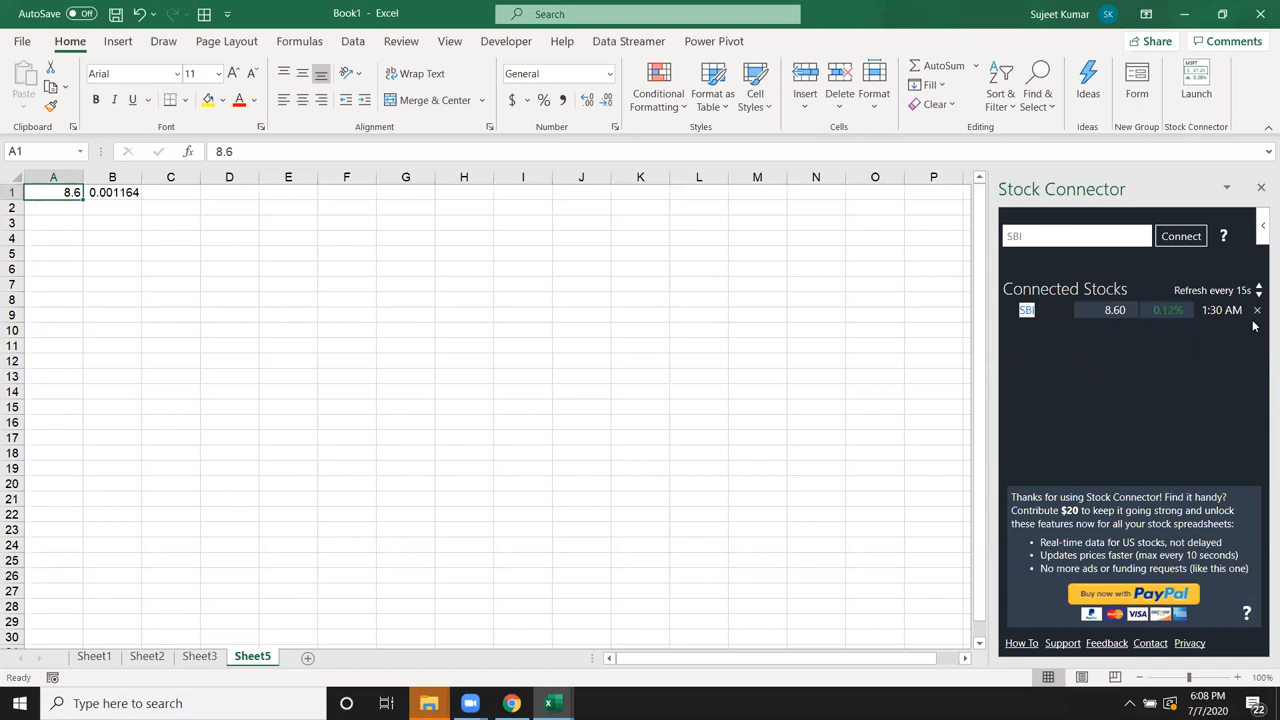 AutoSave Off Book1 - Excel Search Sujeet Kumar SK
File Home Insert Draw Page Layout Formulas Data Review View Developer Help Data Streamer Power Pivot Share Comments
Paste Arial 11 A A Wrap Text General Conditional Formatting Format as Table Cell Styles Insert Delete Format AutoSum Fill Clear Sort & Filter Find & Select Ideas Form MSFT Launch
B I U A Merge & Center $ % ,
Clipboard Font Alignment Number Styles Cells Editing Ideas New Group Stock Connector
A1 fx 8.6
A B C D E F G H I J K L M N O P
1 8.6 0.001164
2
3
4
5
6
7
8
9
10
11
12
13
14
15
16
17
18
19
20
21
22
23
24
25
26
27
28
29
30
Stock Connector
SBI Connect ?
Connected Stocks Refresh every 15s
SBI 8.60 0.12% 1:30 AM
Thanks for using Stock Connector! Find it handy?
Contribute $20 to keep it going strong and unlock
these features now for all your stock spreadsheets:
• Real-time data for US stocks, not delayed
• Updates prices faster (max every 10 seconds)
• No more ads or funding requests (like this one)
Buy now with PayPal
VISA ?
How To Support Feedback Contact Privacy
Sheet1 Sheet2 Sheet3 Sheet5
Ready 100%
Type here to search 6:08 PM
7/7/2020 22